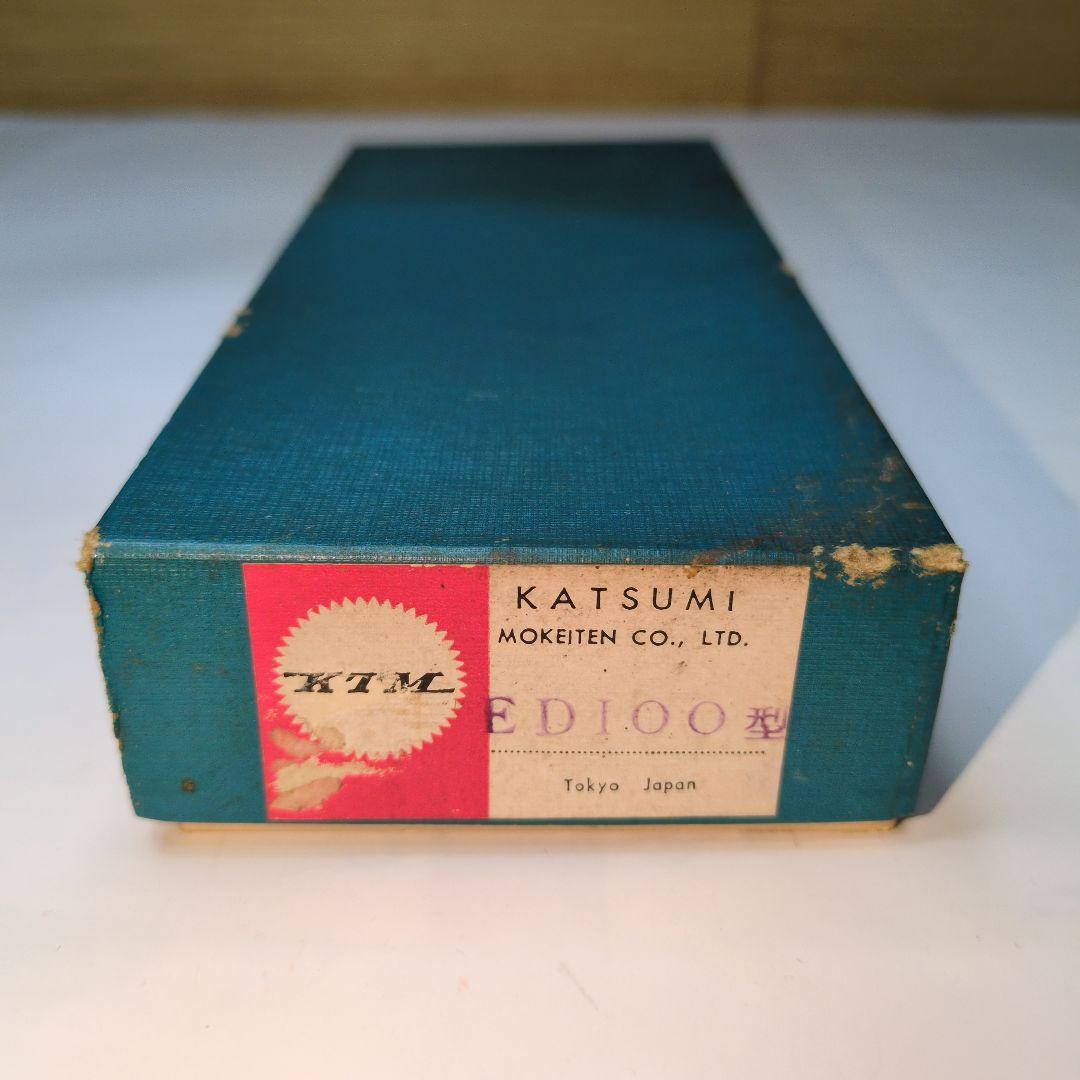 KTM
KATSUMI
MOKEITEN CO., LTD.
ED100型
Tokyo Japan